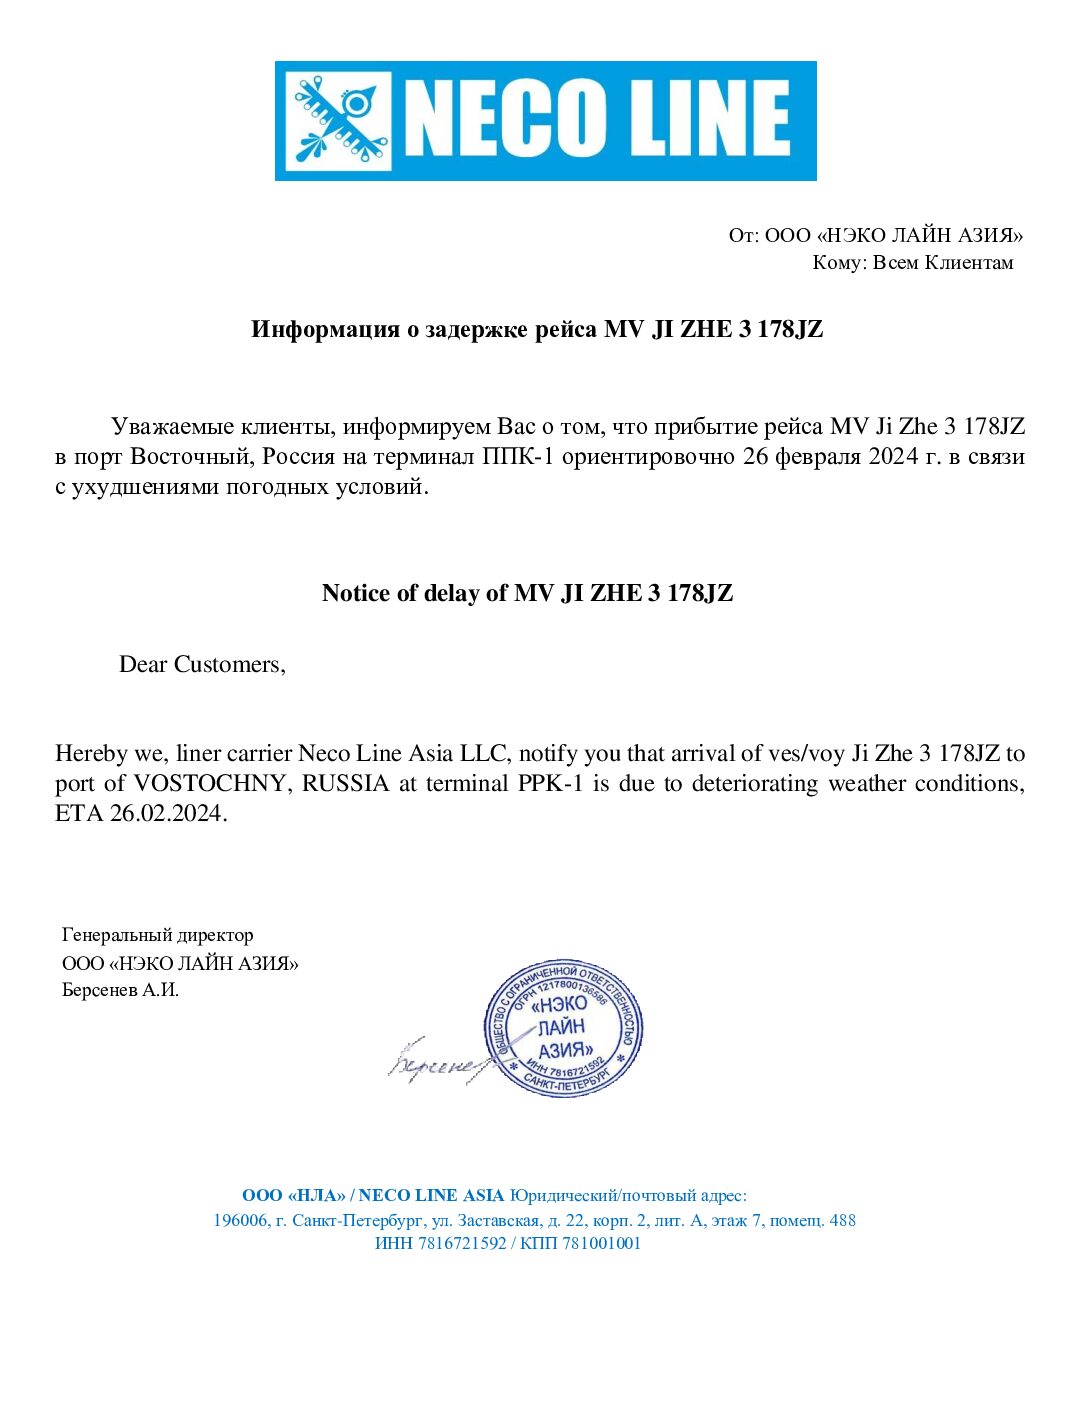 NECO LINE
От: ООО «НЭКО ЛАЙН АЗИЯ»
Кому: Всем Клиентам
Информация о задержке рейса MV JI ZHE 3 178JZ
Уважаемые клиенты, информируем Вас о том, что прибытие рейса MV Ji Zhe 3 178JZ
в порт Восточный, Россия на терминал ППК-1 ориентировочно 26 февраля 2024 г. в связи
с ухудшениями погодных условий.
Notice of delay of MV JI ZHE 3 178JZ
Dear Customers,
Hereby we, liner carrier Neco Line Asia LLC, notify you that arrival of ves/voy Ji Zhe 3 178JZ to
port of VOSTOCHNY, RUSSIA at terminal PPK-1 is due to deteriorating weather conditions,
ETA 26.02.2024.
Генеральный директор
ООО «НЭКО ЛАЙН АЗИЯ»
Берсенев А.И.
ОБЩЕСТВО С ОГРАНИЧЕННОЙ ОТВЕТСТВЕННОСТЬЮ
ОГРН 1217800136586
«НЭКО
ЛАЙН
АЗИЯ»
ИНН 7816721592
* САНКТ-ПЕТЕРБУРГ *
Берсенев
ООО «НЛА» / NECO LINE ASIA Юридический/почтовый адрес:
196006, г. Санкт-Петербург, ул. Заставская, д. 22, корп. 2, лит. А, этаж 7, помещ. 488
ИНН 7816721592 / КПП 781001001